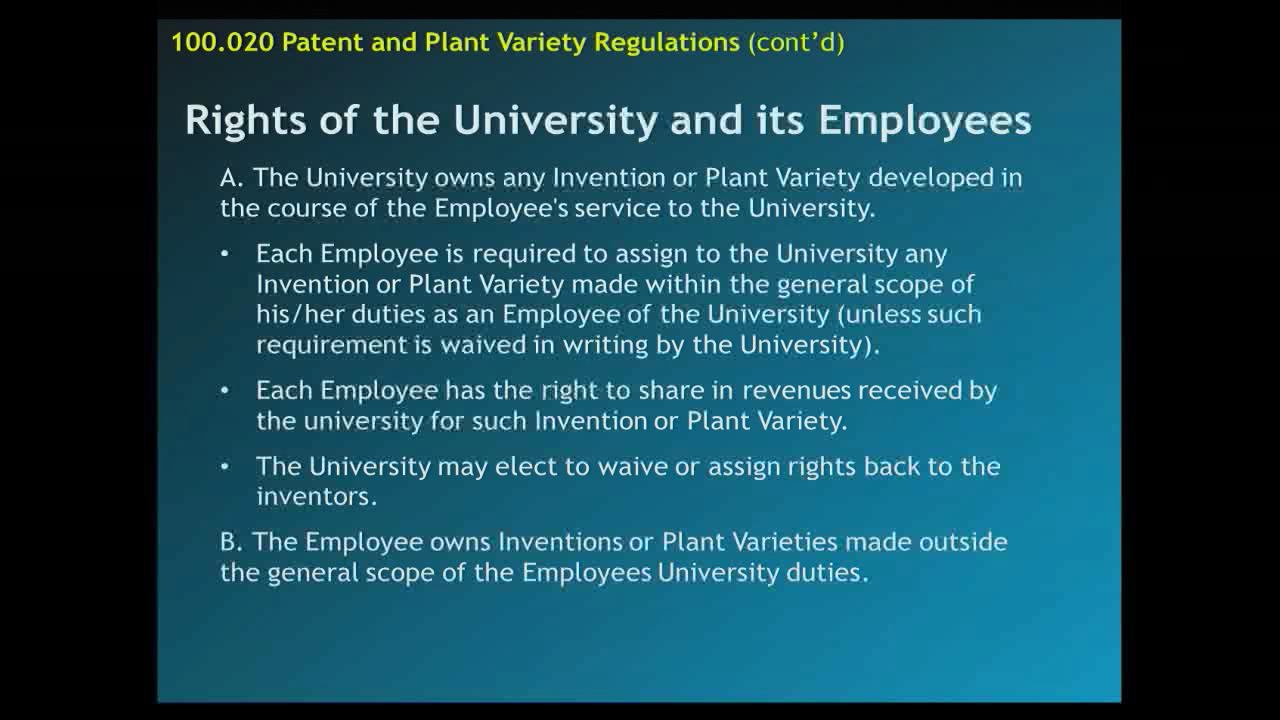 100.020 Patent and Plant Variety Regulations (cont’d)
Rights of the University and its Employees
A. The University owns any Invention or Plant Variety developed in
the course of the Employee's service to the University.
• Each Employee is required to assign to the University any
Invention or Plant Variety made within the general scope of
his/her duties as an Employee of the University (unless such
requirement is waived in writing by the University).
• Each Employee has the right to share in revenues received by
the university for such Invention or Plant Variety.
• The University may elect to waive or assign rights back to the
inventors.
B. The Employee owns Inventions or Plant Varieties made outside
the general scope of the Employees University duties.